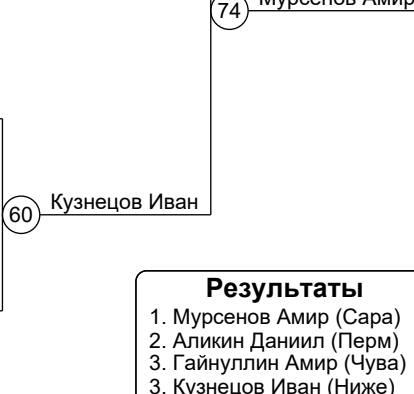 74 Мурсенов Амир
60 Кузнецов Иван
Результаты
1. Мурсенов Амир (Сара)
2. Аликин Даниил (Перм)
3. Гайнуллин Амир (Чува)
3. Кузнецов Иван (Ниже)